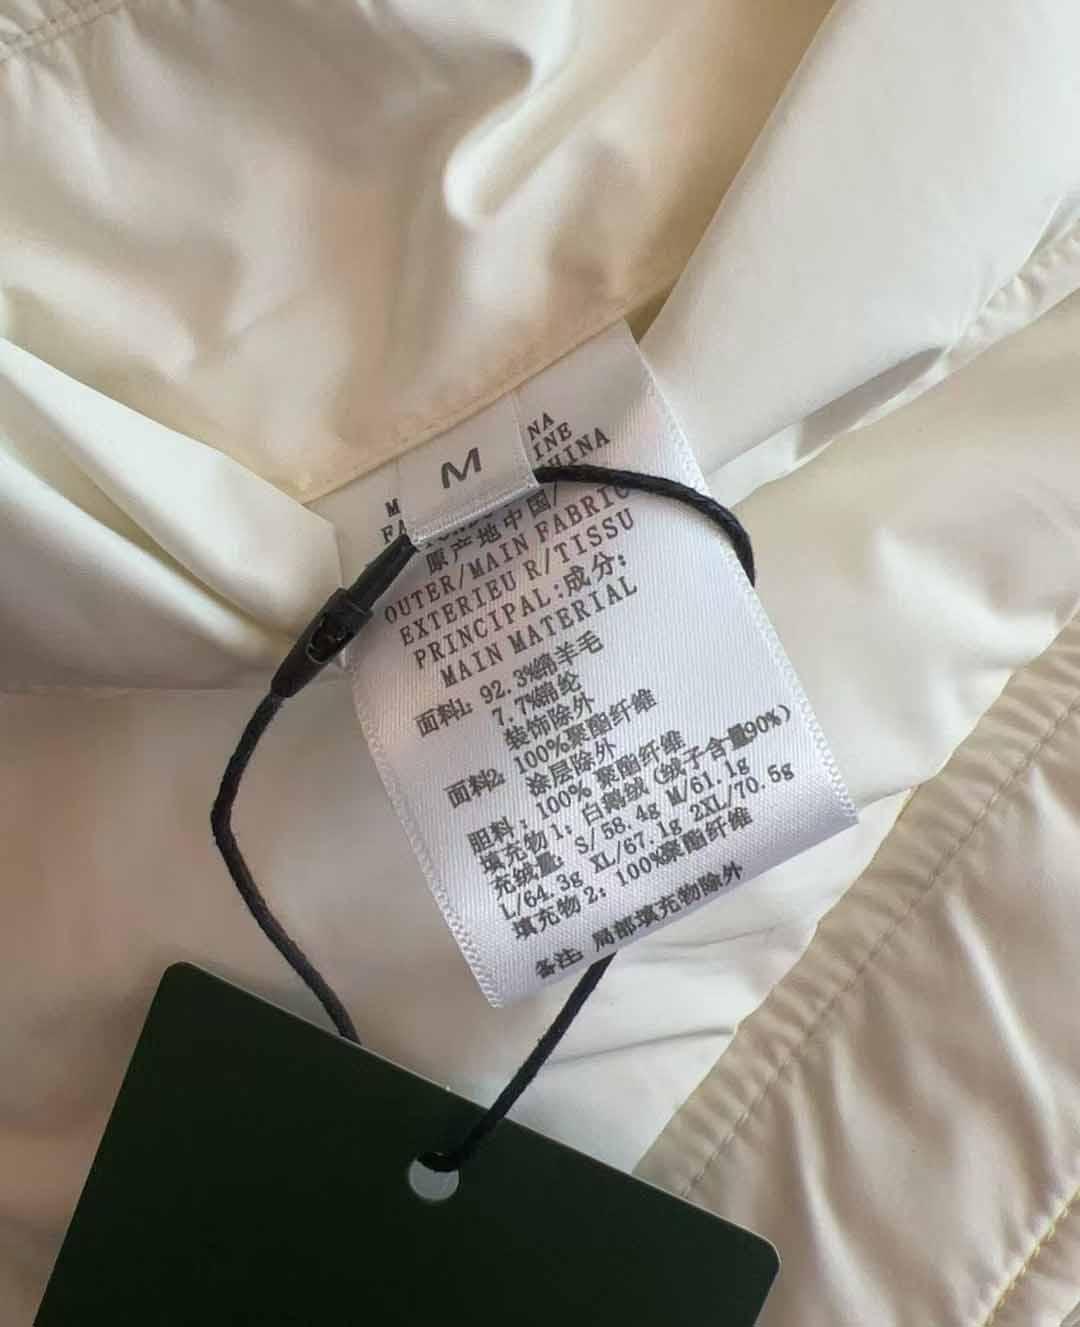 M
NA
INE
HINA
M
FA
原产地中国/
OUTER/MAIN FABRIC
EXTERIEU R/TISSU
PRINCIPAL:成分:
MAIN MATERIAL
面料1: 92.3%绵羊毛
7.7%锦纶
装饰除外
面料2: 100%聚酯纤维
涂层除外
胆料: 100% 聚酯纤维
填充物1: 白鹅绒(绒子含量90%)
充绒量: S/58.4g M/61.1g
L/64.3g XL/67.1g 2XL/70.5g
填充物2: 100%聚酯纤维
备注: 局部填充物除外